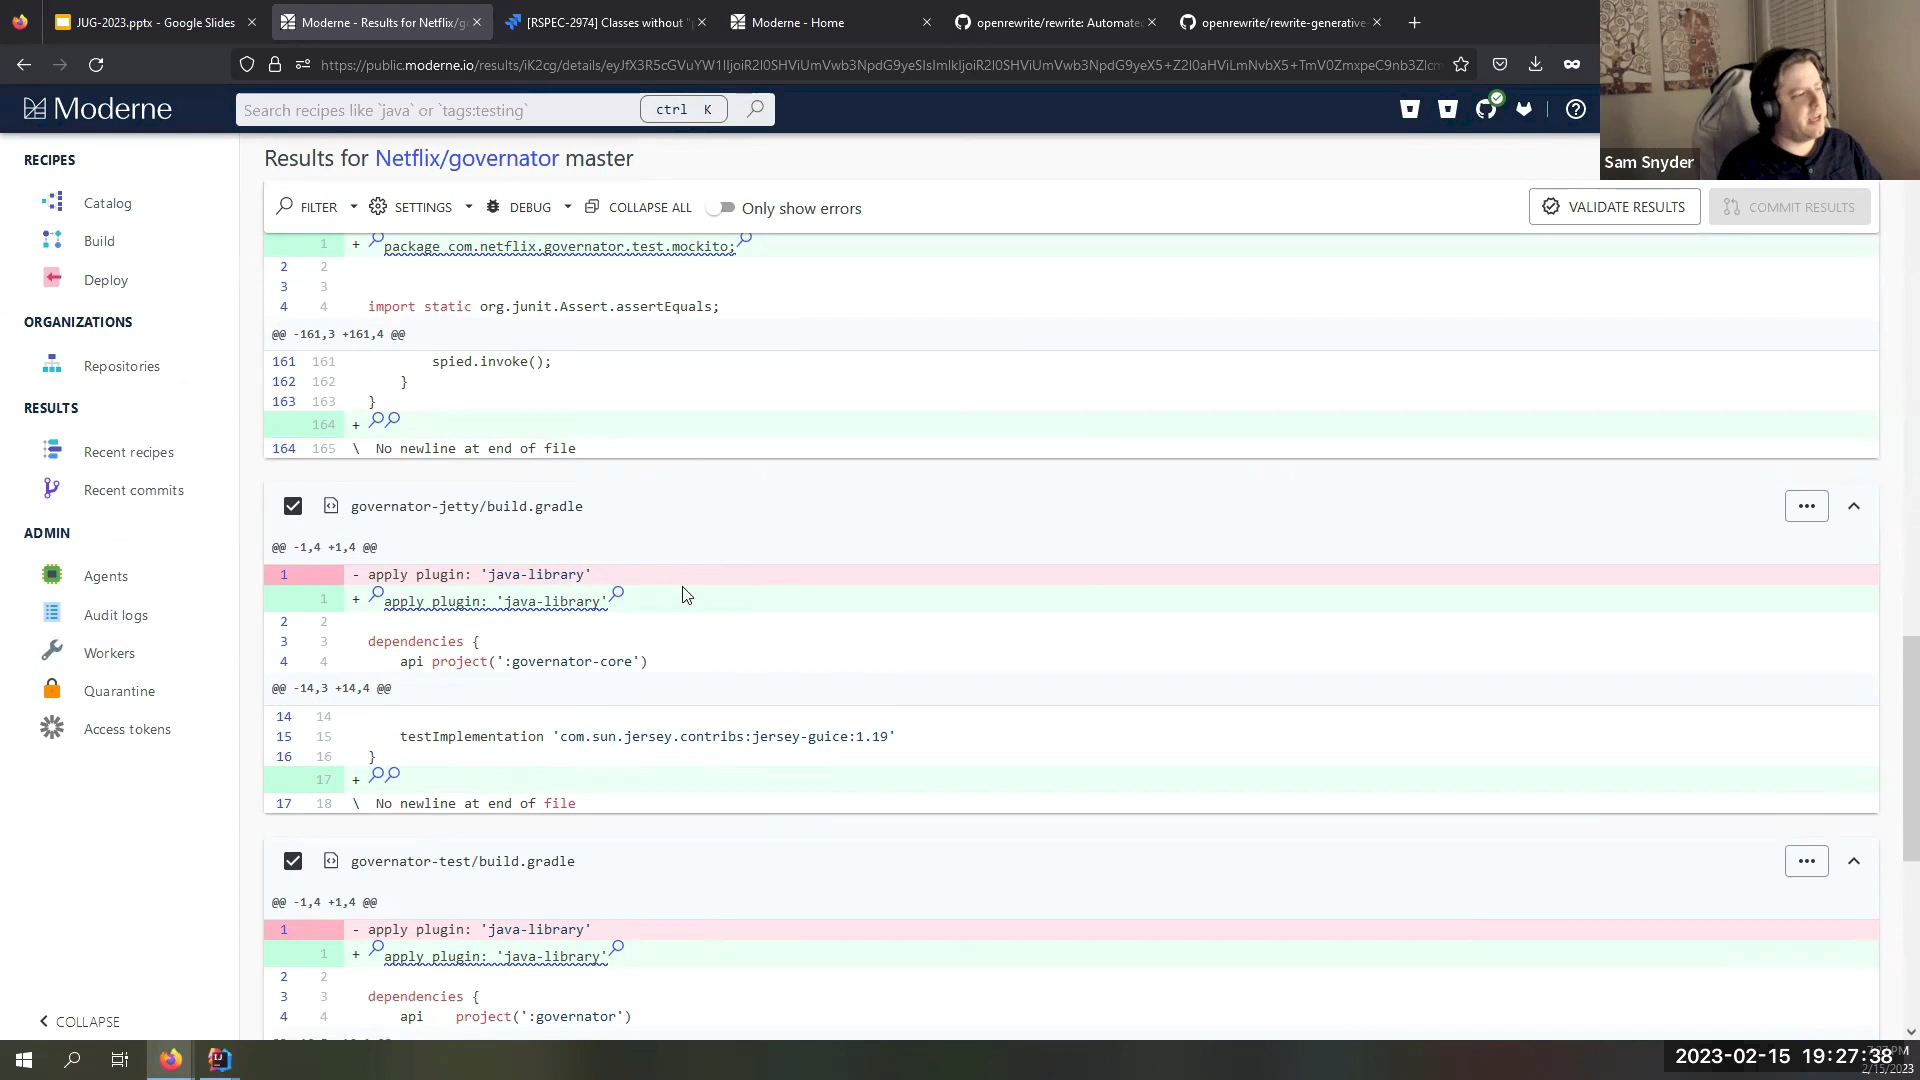 JUG-2023.pptx - Google Slides
Moderne - Results for Netflix/g
[RSPEC-2974] Classes without "
Moderne - Home
openrewrite/rewrite: Automate
openrewrite/rewrite-generative-
Moderne
Search recipes like `java` or `tags:testing`
ctrl K
Sam Snyder
RECIPES
Catalog
Build
Deploy
ORGANIZATIONS
Repositories
RESULTS
Recent recipes
Recent commits
ADMIN
Agents
Audit logs
Workers
Quarantine
Access tokens
COLLAPSE
Results for Netflix/governator master
FILTER
SETTINGS
DEBUG
COLLAPSE ALL
Only show errors
VALIDATE RESULTS
COMMIT RESULTS
1 + package com.netflix.governator.test.mockito;
2 2
3 3
4 4 import static org.junit.Assert.assertEquals;
@@ -161,3 +161,4 @@
161 161 spied.invoke();
162 162 }
163 163 }
164 +
164 165 \ No newline at end of file
governator-jetty/build.gradle
@@ -1,4 +1,4 @@
1 - apply plugin: 'java-library'
1 + apply plugin: 'java-library'
2 2
3 3 dependencies {
4 4 api project(':governator-core')
@@ -14,3 +14,4 @@
14 14
15 15 testImplementation 'com.sun.jersey.contribs:jersey-guice:1.19'
16 16 }
17 +
17 18 \ No newline at end of file
governator-test/build.gradle
@@ -1,4 +1,4 @@
1 - apply plugin: 'java-library'
1 + apply plugin: 'java-library'
2 2
3 3 dependencies {
4 4 api project(':governator')
2023-02-15 19:27:38
2/15/2023